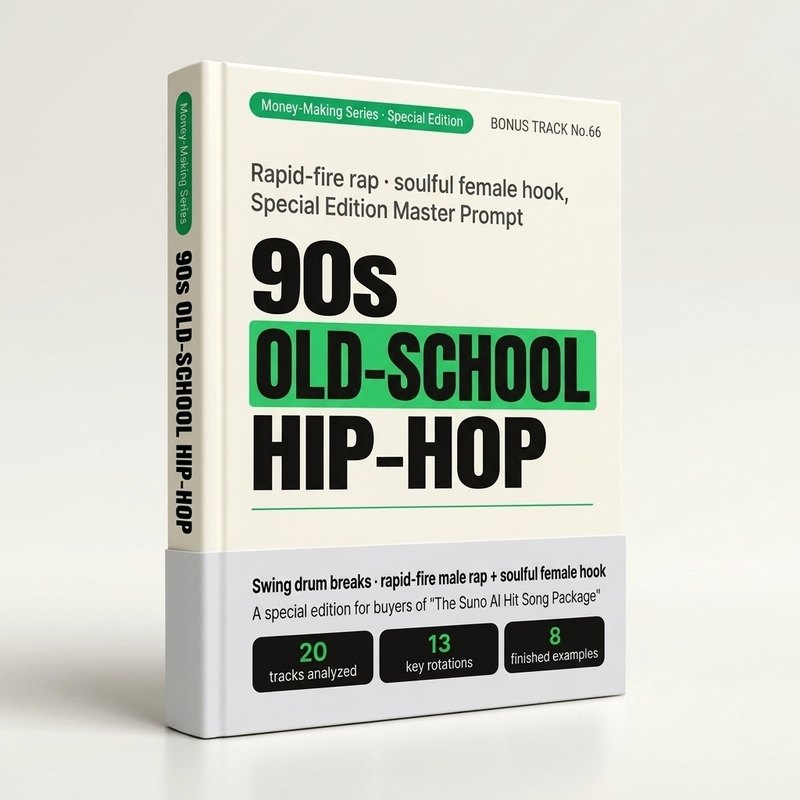 Money-Making Series · Special Edition
BONUS TRACK No.66
Rapid-fire rap · soulful female hook,
Special Edition Master Prompt
90s
OLD-SCHOOL
HIP-HOP
Swing drum breaks · rapid-fire male rap + soulful female hook
A special edition for buyers of "The Suno AI Hit Song Package"
20
tracks analyzed
13
key rotations
8
finished examples
Money-Making Series
90s OLD-SCHOOL HIP-HOP